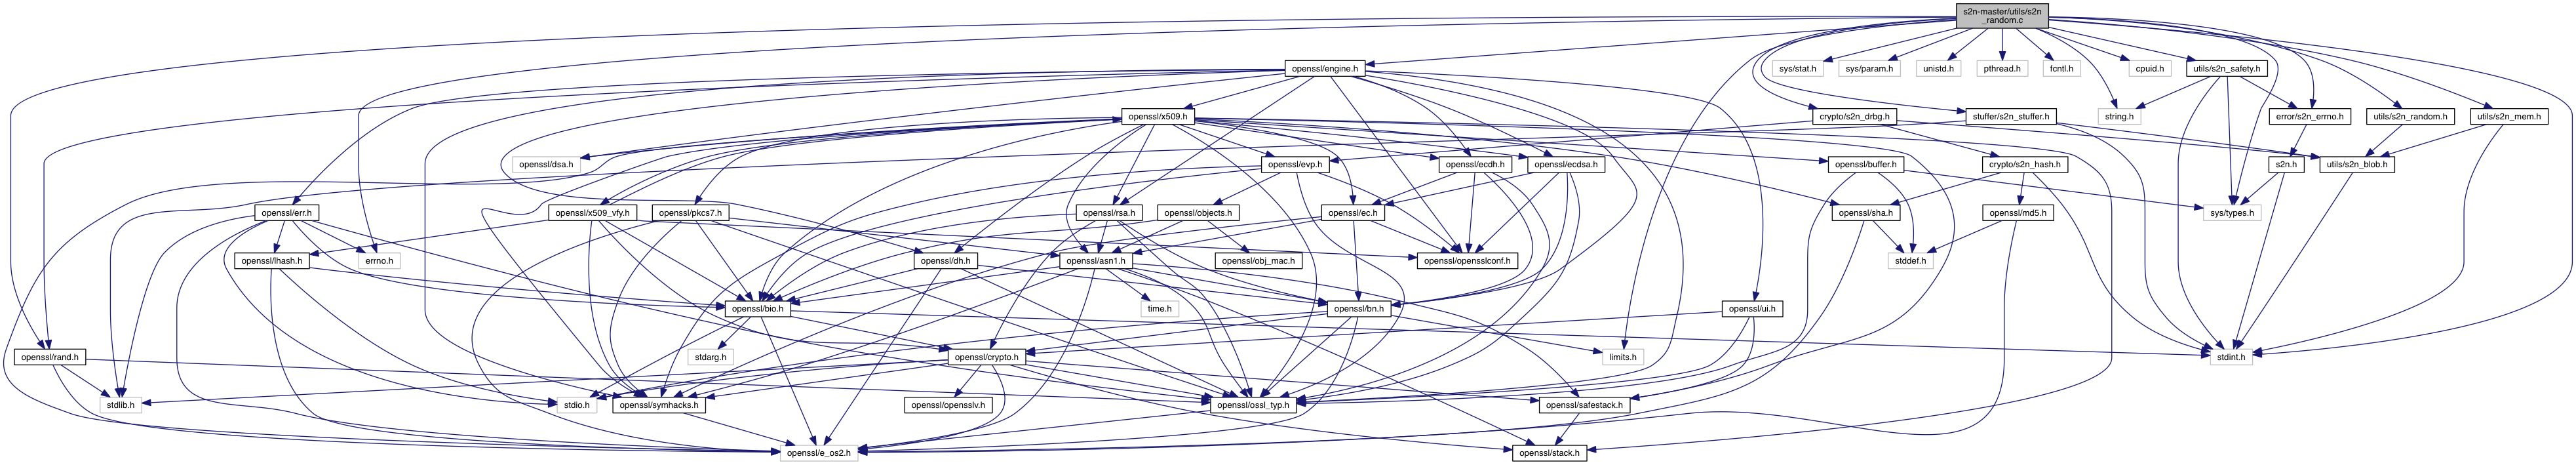 s2n-master/utils/s2n
_random.c
openssl/engine.h
sys/stat.h
sys/param.h
unistd.h
pthread.h
fcntl.h
cpuid.h
utils/s2n_safety.h
openssl/x509.h
crypto/s2n_drbg.h
string.h
stuffer/s2n_stuffer.h
error/s2n_errno.h
utils/s2n_random.h
utils/s2n_mem.h
openssl/dsa.h
openssl/evp.h
openssl/ecdh.h
openssl/ecdsa.h
openssl/buffer.h
crypto/s2n_hash.h
s2n.h
utils/s2n_blob.h
openssl/err.h
openssl/x509_vfy.h
openssl/pkcs7.h
openssl/rsa.h
openssl/objects.h
openssl/ec.h
openssl/sha.h
openssl/md5.h
sys/types.h
openssl/lhash.h
errno.h
openssl/dh.h
openssl/asn1.h
openssl/obj_mac.h
openssl/opensslconf.h
stddef.h
openssl/bio.h
time.h
openssl/bn.h
openssl/ui.h
openssl/rand.h
stdarg.h
openssl/crypto.h
limits.h
stdint.h
stdlib.h
stdio.h
openssl/symhacks.h
openssl/opensslv.h
openssl/ossl_typ.h
openssl/safestack.h
openssl/e_os2.h
openssl/stack.h